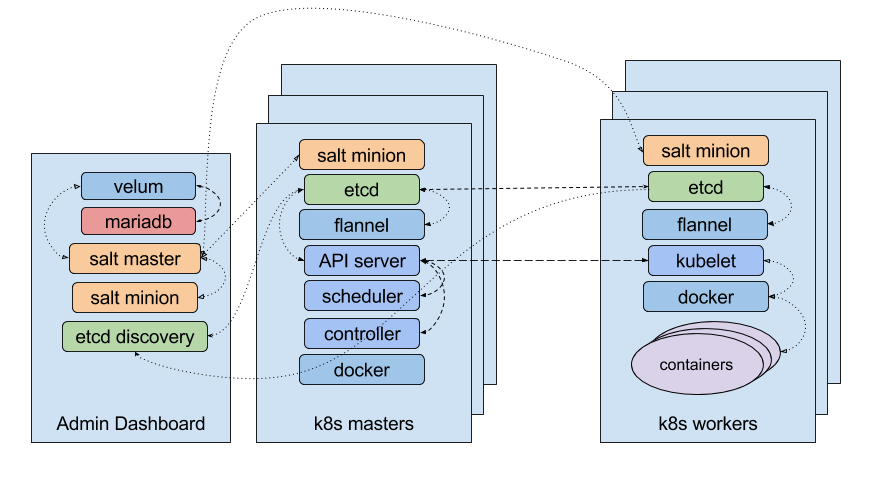 velum
mariadb
salt master
salt minion
etcd discovery
Admin Dashboard
salt minion
etcd
flannel
API server
scheduler
controller
docker
k8s masters
salt minion
etcd
flannel
kubelet
docker
containers
k8s workers